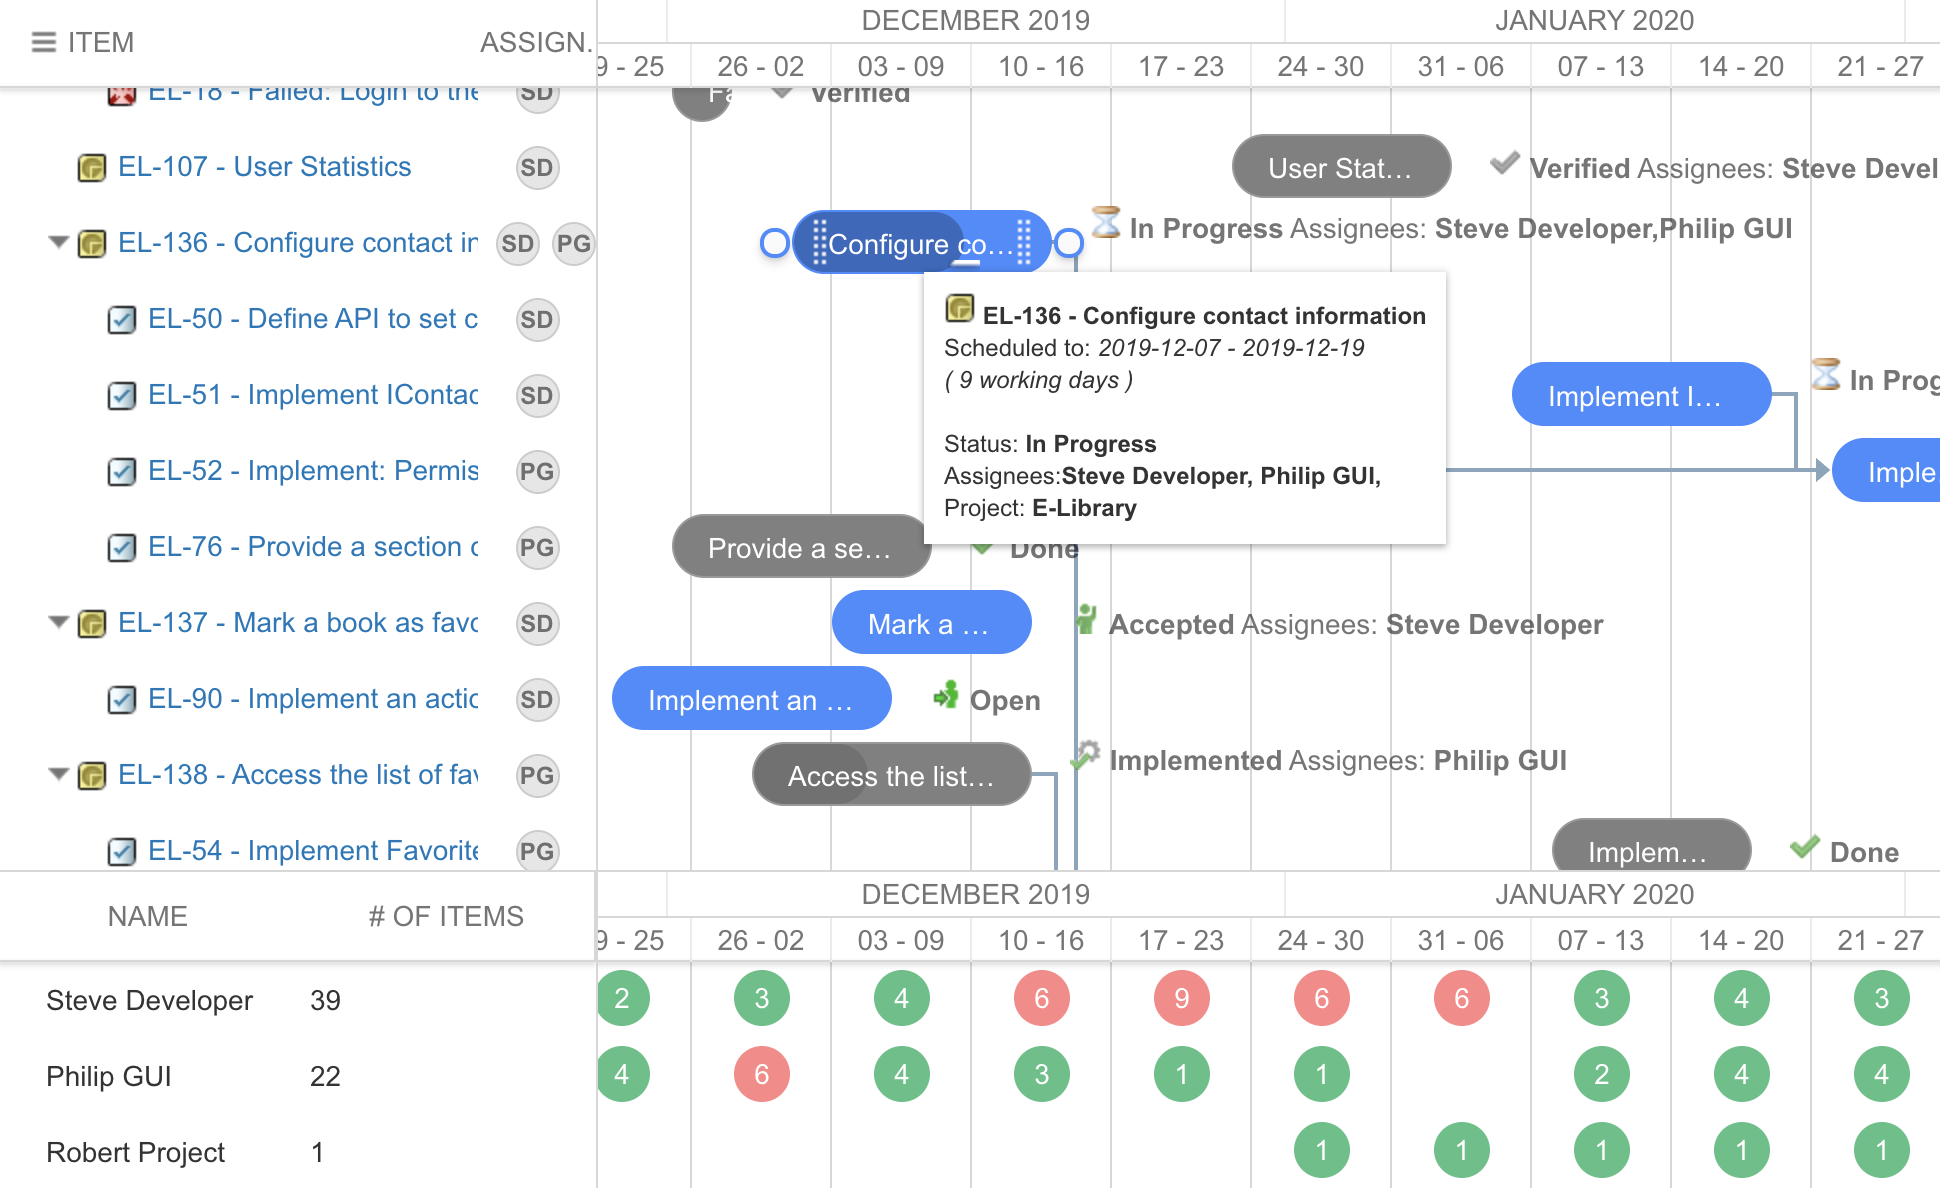 ITEM ASSIGN.
DECEMBER 2019 JANUARY 2020
9 - 25 26 - 02 03 - 09 10 - 16 17 - 23 24 - 30 31 - 06 07 - 13 14 - 20 21 - 27
EL-18 - Failed: Login to the SD Fa Verified
EL-107 - User Statistics SD User Stat... Verified Assignees: Steve Devel
EL-136 - Configure contact in SD PG Configure co... In Progress Assignees: Steve Developer,Philip GUI
EL-136 - Configure contact information
Scheduled to: 2019-12-07 - 2019-12-19
( 9 working days )
Status: In Progress
Assignees:Steve Developer, Philip GUI,
Project: E-Library
EL-50 - Define API to set c SD
EL-51 - Implement IContac SD Implement I... In Prog
EL-52 - Implement: Permis PG Imple
EL-76 - Provide a section PG Provide a se... Done
EL-137 - Mark a book as favo SD Mark a ... Accepted Assignees: Steve Developer
EL-90 - Implement an actio SD Implement an ... Open
EL-138 - Access the list of fav PG Access the list... Implemented Assignees: Philip GUI
EL-54 - Implement Favorite PG Implem... Done
NAME # OF ITEMS
DECEMBER 2019 JANUARY 2020
9 - 25 26 - 02 03 - 09 10 - 16 17 - 23 24 - 30 31 - 06 07 - 13 14 - 20 21 - 27
Steve Developer 39 2 3 4 6 9 6 6 3 4 3
Philip GUI 22 4 6 4 3 1 1 2 4 4
Robert Project 1 1 1 1 1 1